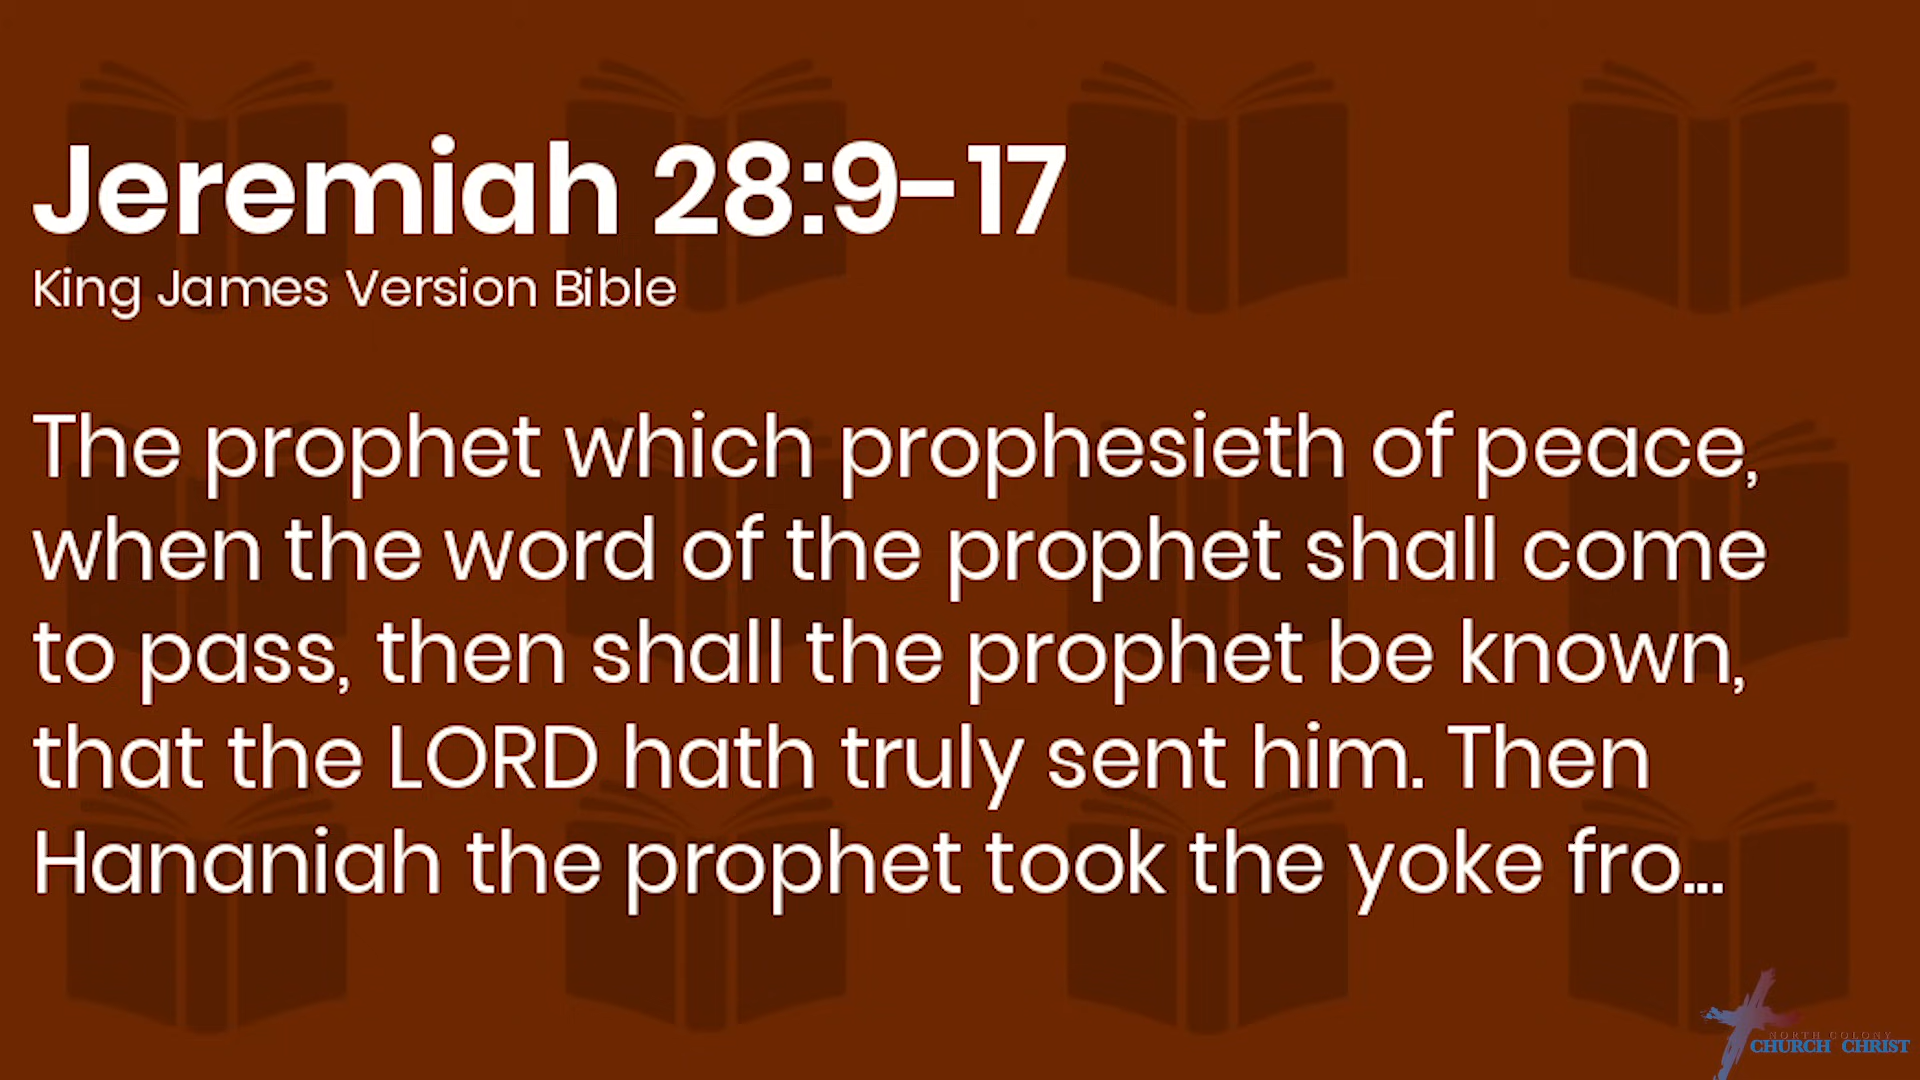 Jeremiah 28:9-17
King James Version Bible
The prophet which prophesieth of peace,
when the word of the prophet shall come
to pass, then shall the prophet be known,
that the LORD hath truly sent him. Then
Hananiah the prophet took the yoke fro...
NORTH COLONY
CHURCH CHRIST